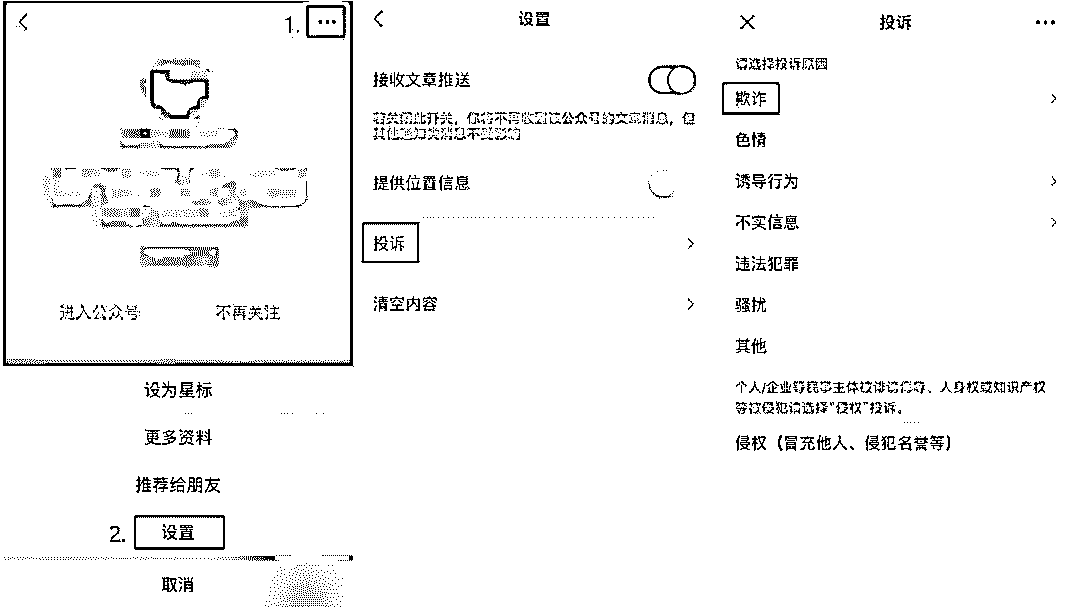 1.
进入公众号
不再关注
设为星标
更多资料
推荐给朋友
2. 设置
取消
设置
接收文章推送
若关闭此开关，你将不再收到该公众号的文章消息，但
其他通知类消息不受影响
提供位置信息
投诉
清空内容
投诉
请选择投诉原因
欺诈
色情
诱导行为
不实信息
违法犯罪
骚扰
其他
个人/企业等民事主体被诽谤侮辱、人身权或知识产权
等被侵犯请选择“侵权”投诉。
侵权（冒充他人、侵犯名誉等）